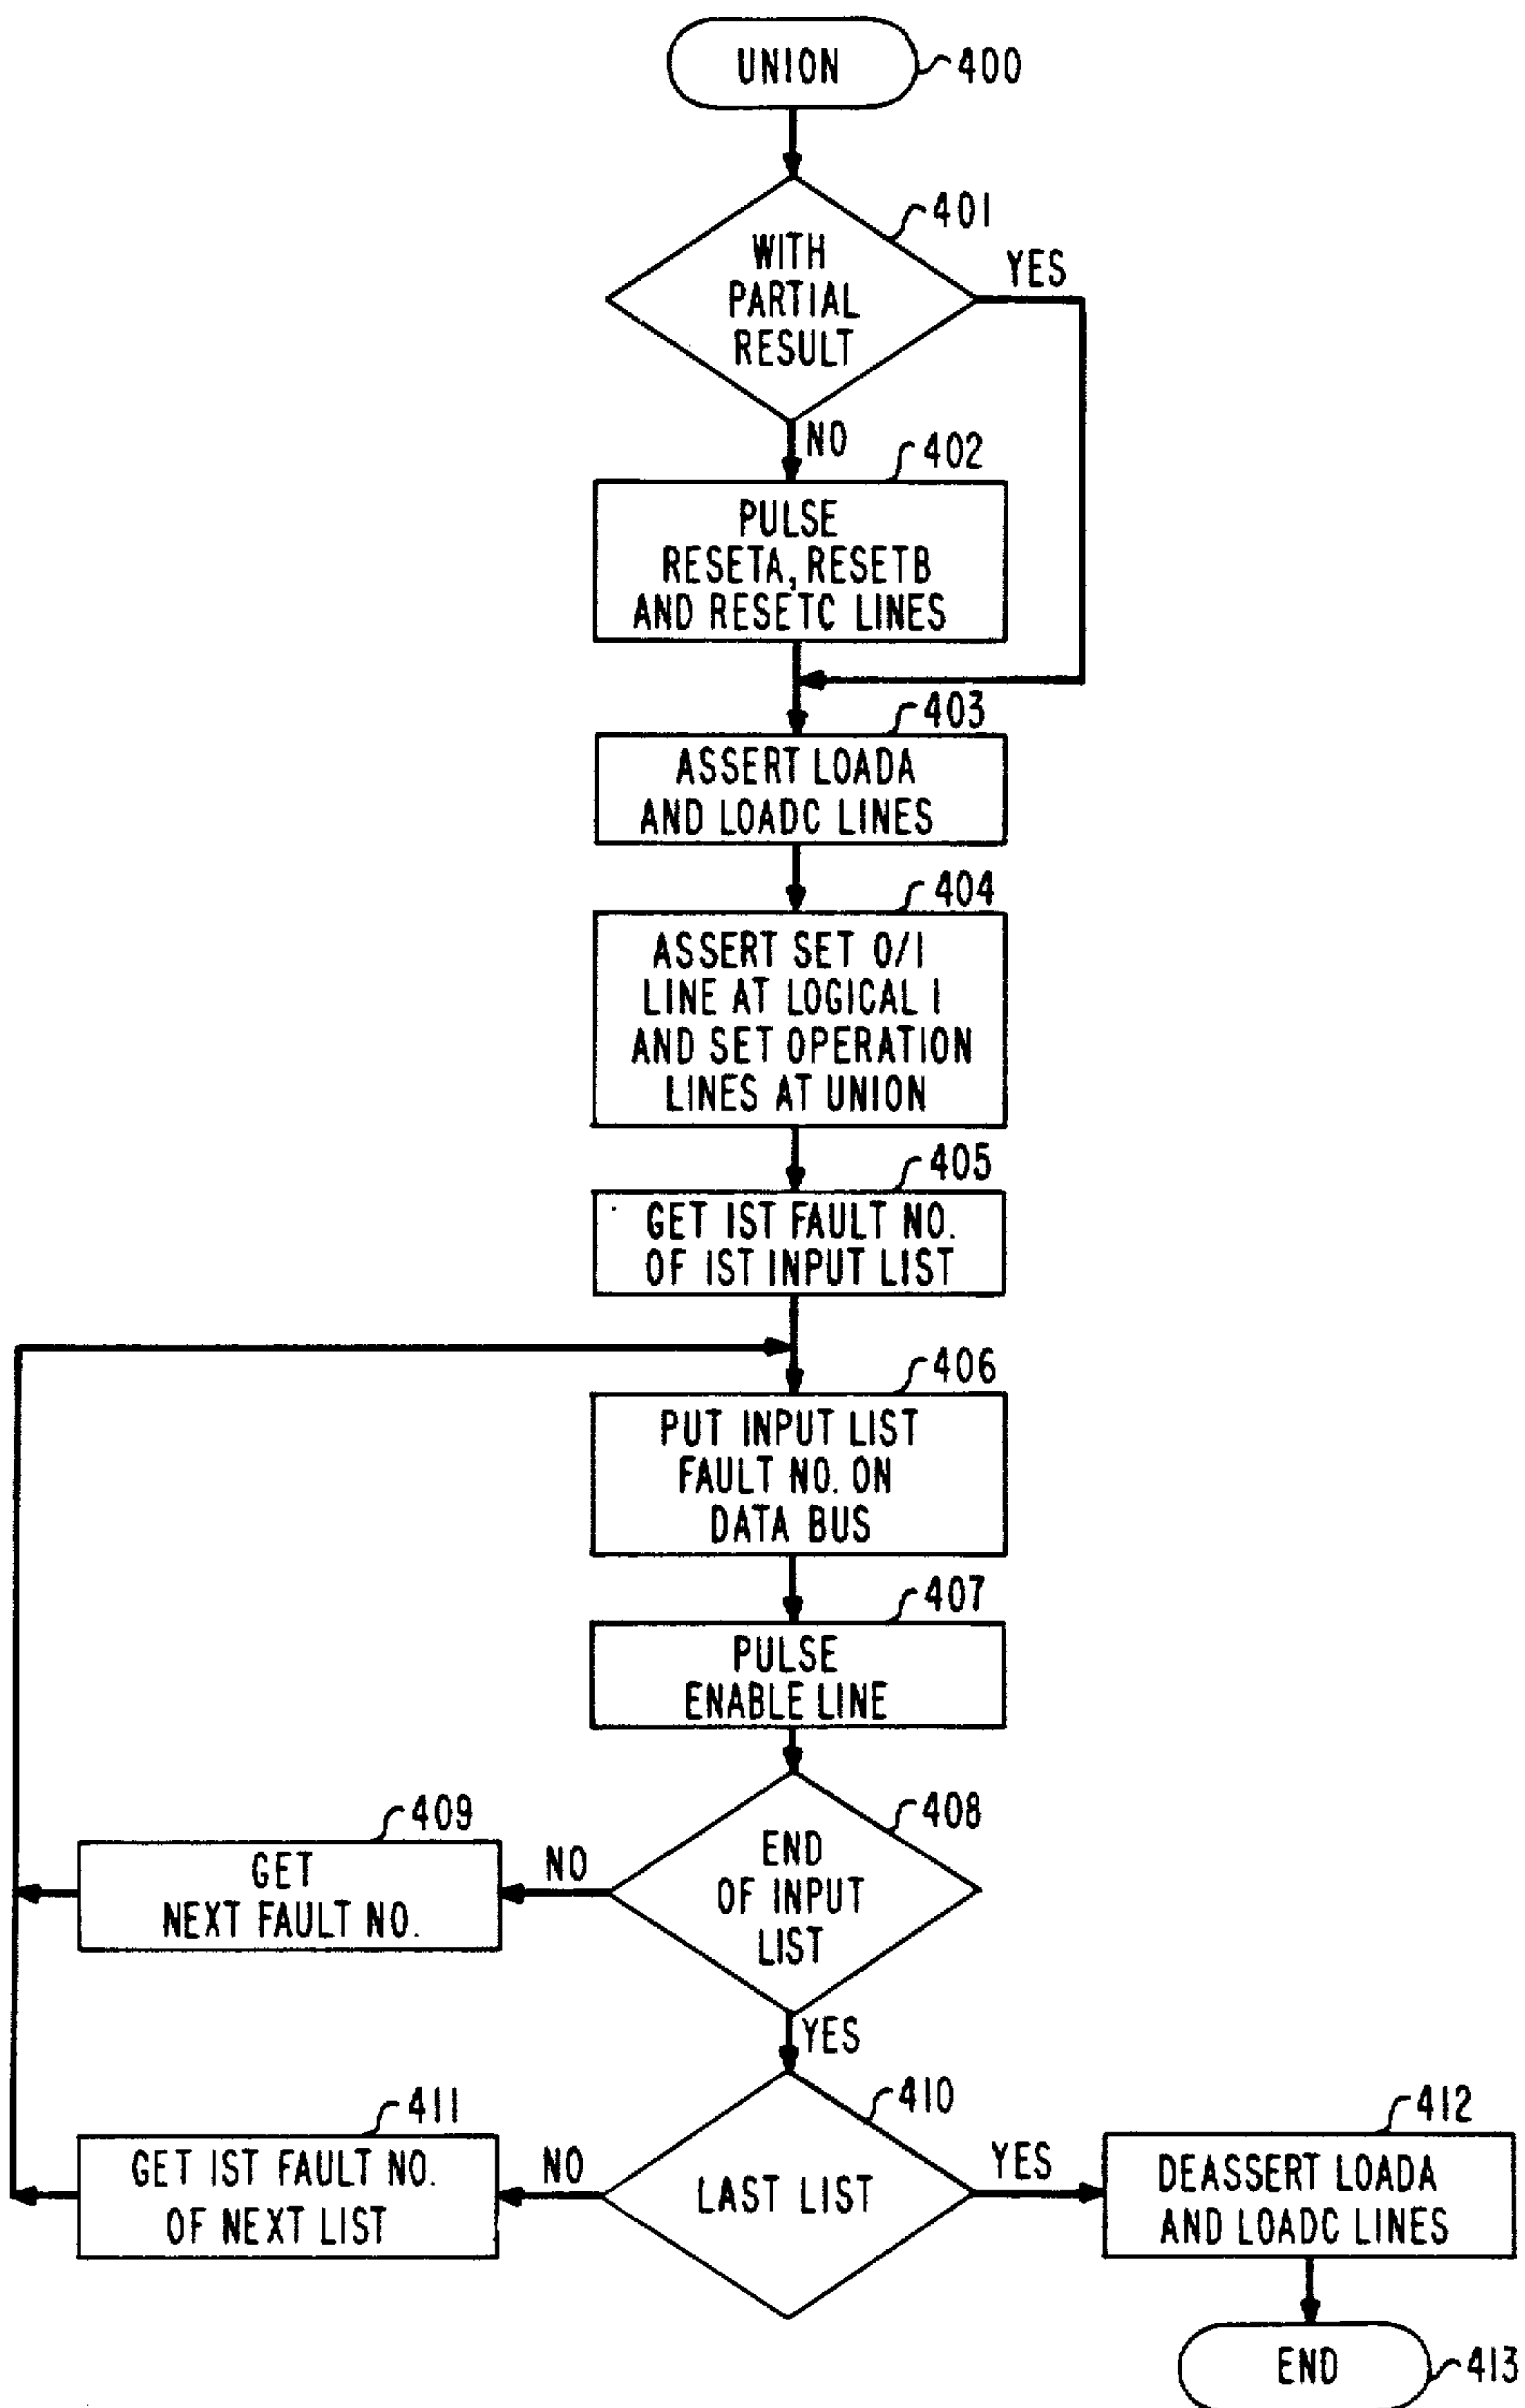 UNION
400
401
WITH
PARTIAL
RESULT
YES
NO
402
PULSE
RESETA, RESETB
AND RESETC LINES
403
ASSERT LOADA
AND LOADC LINES
404
ASSERT SET 0/1
LINE AT LOGICAL 1
AND SET OPERATION
LINES AT UNION
405
GET 1ST FAULT NO.
OF 1ST INPUT LIST
406
PUT INPUT LIST
FAULT NO. ON
DATA BUS
407
PULSE
ENABLE LINE
408
END
OF INPUT
LIST
NO
409
GET
NEXT FAULT NO.
YES
410
LAST LIST
NO
411
GET 1ST FAULT NO.
OF NEXT LIST
YES
412
DEASSERT LOADA
AND LOADC LINES
END
413